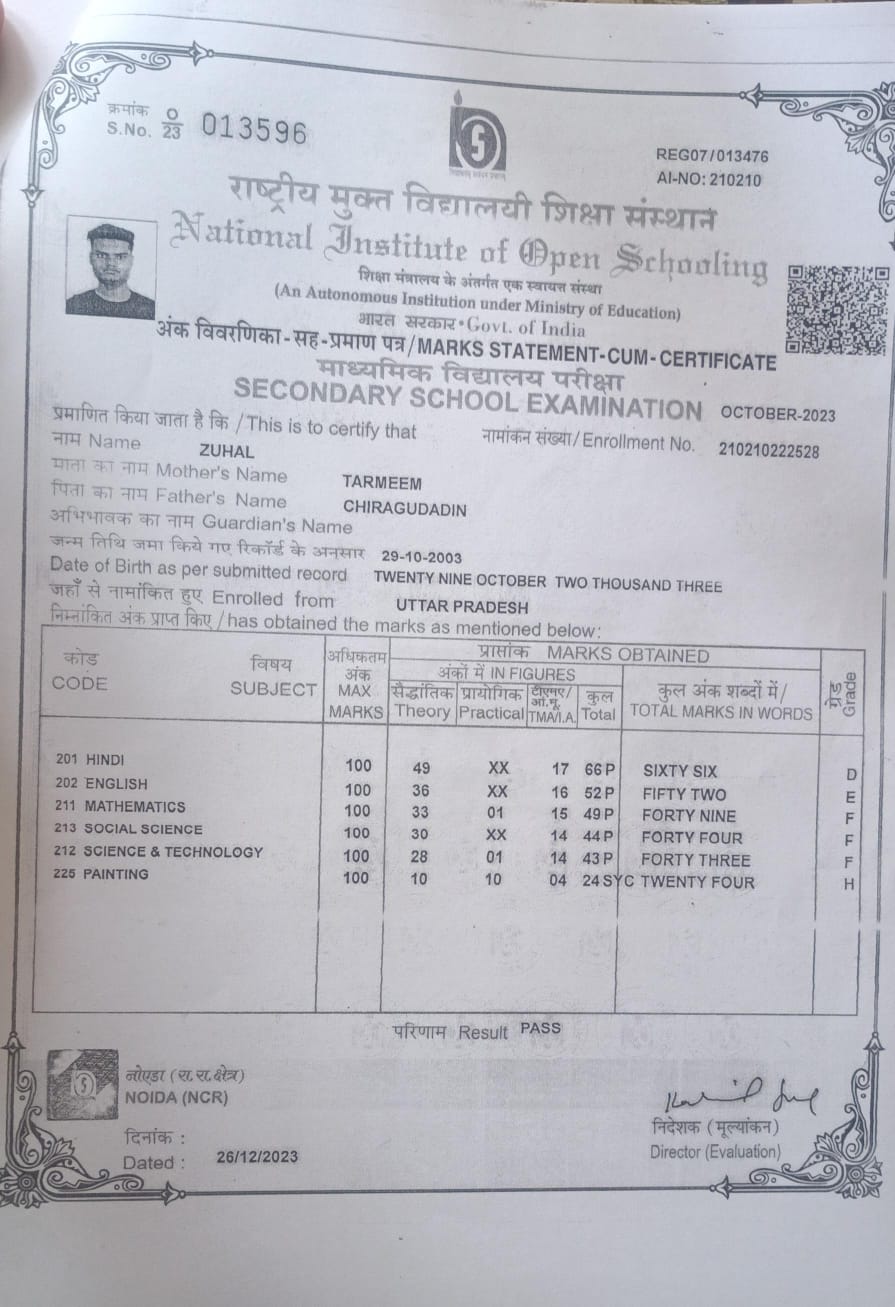 क्रमांक
S.No. O/23 013596
REG07/013476
AI-NO: 210210
राष्ट्रीय मुक्त विद्यालयी शिक्षा संस्थान
National Institute of Open Schooling
शिक्षा मंत्रालय के अंतर्गत एक स्वायत्त संस्था
(An Autonomous Institution under Ministry of Education)
भारत सरकार • Govt. of India
अंक विवरणिका-सह-प्रमाण पत्र/MARKS STATEMENT-CUM-CERTIFICATE
माध्यमिक विद्यालय परीक्षा
SECONDARY SCHOOL EXAMINATION OCTOBER-2023
प्रमाणित किया जाता है कि / This is to certify that नामांकन संख्या/Enrollment No. 210210222528
नाम Name ZUHAL
माता का नाम Mother's Name TARMEEM
पिता का नाम Father's Name CHIRAGUDADIN
अभिभावक का नाम Guardian's Name
जन्म तिथि जमा किये गए रिकॉर्ड के अनुसार 29-10-2003
Date of Birth as per submitted record TWENTY NINE OCTOBER TWO THOUSAND THREE
जहाँ से नामांकित हुए Enrolled from UTTAR PRADESH
निम्नांकित अंक प्राप्त किए / has obtained the marks as mentioned below:
कोड CODE विषय SUBJECT अधिकतम अंक MAX MARKS प्राप्तांक MARKS OBTAINED ग्रेड Grade
अंकों में IN FIGURES
सैद्धांतिक Theory प्रायोगिक Practical टीएमए/आं.मू. TMA/I.A. कुल Total कुल अंक शब्दों में/ TOTAL MARKS IN WORDS
201 HINDI 100 49 XX 17 66 P SIXTY SIX D
202 ENGLISH 100 36 XX 16 52 P FIFTY TWO E
211 MATHEMATICS 100 33 01 15 49 P FORTY NINE F
213 SOCIAL SCIENCE 100 30 XX 14 44 P FORTY FOUR F
212 SCIENCE & TECHNOLOGY 100 28 01 14 43 P FORTY THREE F
225 PAINTING 100 10 10 04 24 SYC TWENTY FOUR H
परिणाम Result PASS
नोएडा (रा.रा.क्षेत्र)
NOIDA (NCR)
दिनांक :
Dated : 26/12/2023
निदेशक (मूल्यांकन)
Director (Evaluation)